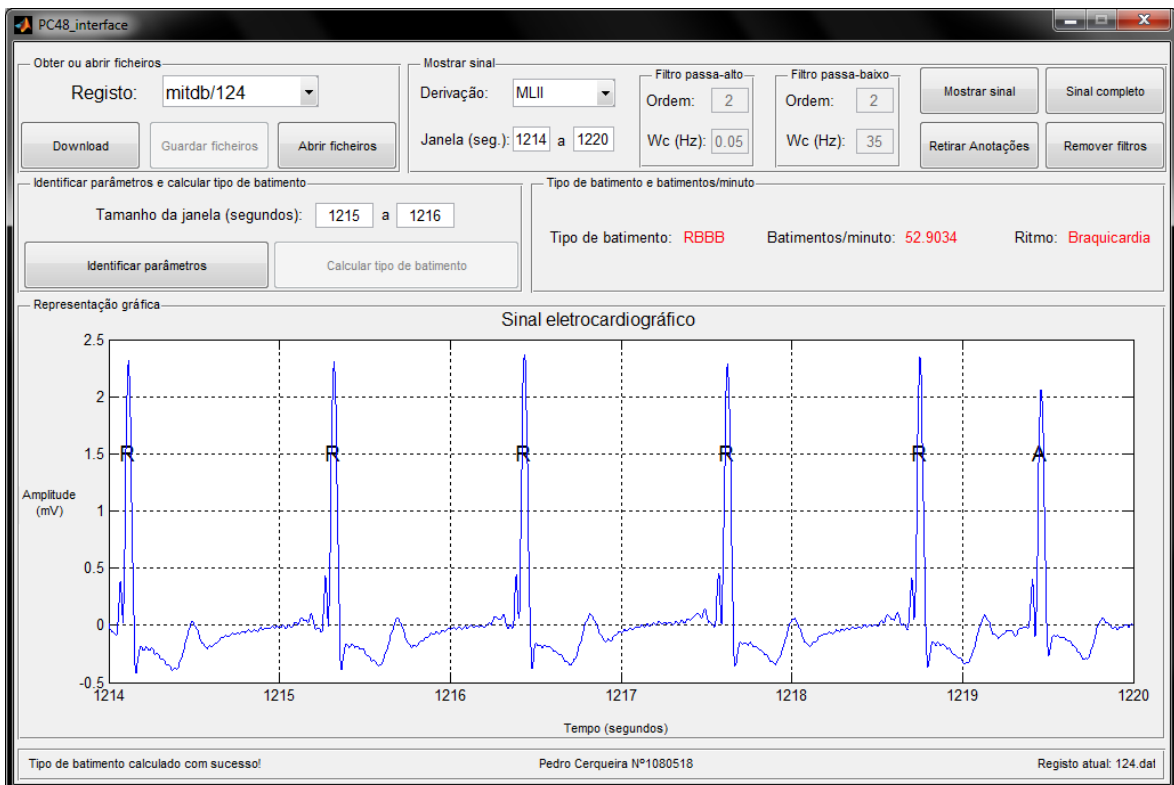 PC48_interface
Obter ou abrir ficheiros
Registo: mitdb/124
Download Guardar ficheiros Abrir ficheiros
Mostrar sinal
Derivação: MLII
Janela (seg.): 1214 a 1220
Filtro passa-alto
Ordem: 2
Wc (Hz): 0.05
Filtro passa-baixo
Ordem: 2
Wc (Hz): 35
Mostrar sinal Sinal completo
Retirar Anotações Remover filtros
Identificar parâmetros e calcular tipo de batimento
Tamanho da janela (segundos): 1215 a 1216
Identificar parâmetros Calcular tipo de batimento
Tipo de batimento e batimentos/minuto
Tipo de batimento: RBBB Batimentos/minuto: 52.9034 Ritmo: Braquicardia
Representação gráfica
Sinal eletrocardiográfico
2.5
2
1.5
1
0.5
0
-0.5
Amplitude
(mV)
R R R R R A
1214 1215 1216 1217 1218 1219 1220
Tempo (segundos)
Tipo de batimento calculado com sucesso! Pedro Cerqueira Nº1080518 Registo atual: 124.dat